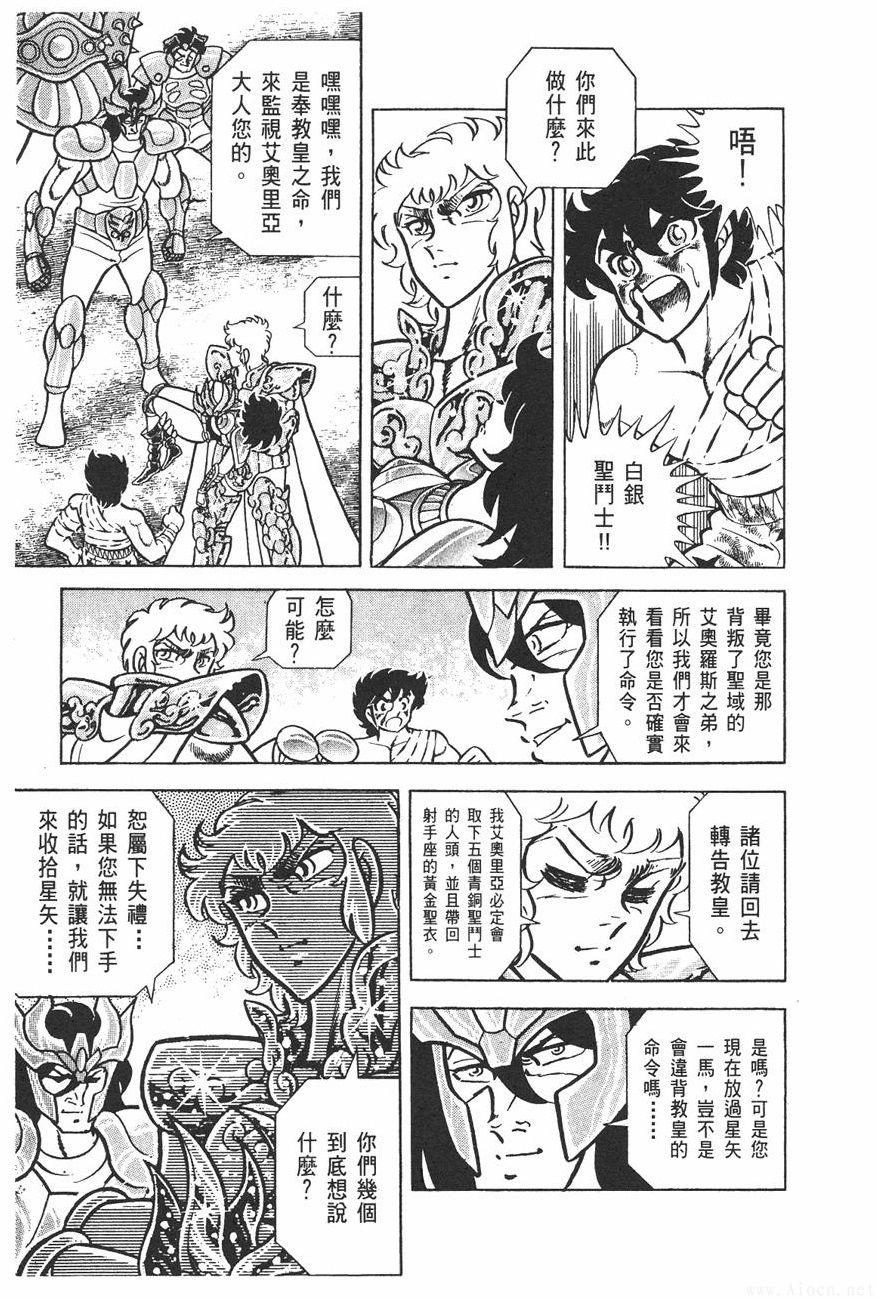 唔！
白銀
聖鬥士!!
你們來此
做什麼？
嘿嘿嘿，我們
是奉教皇之命，
來監視艾奧里亞
大人您的。
什麼？
畢竟您是那
背叛了聖域的
艾奧羅斯之弟，
所以我們才會來
看看您是否確實
執行了命令。
怎麼
可能？
諸位請回去
轉告教皇。
我艾奧里亞必定會
取下五個青銅聖鬥士
的人頭，並且帶回
射手座的黃金聖衣。
是嗎？可是您
現在放過星矢
一馬，豈不是
會違背教皇的
命令嗎……
你們幾個
到底想說
什麼？
恕屬下失禮…
如果您無法下手
的話，就讓我們
來收拾星矢……
www.Aiocn.net